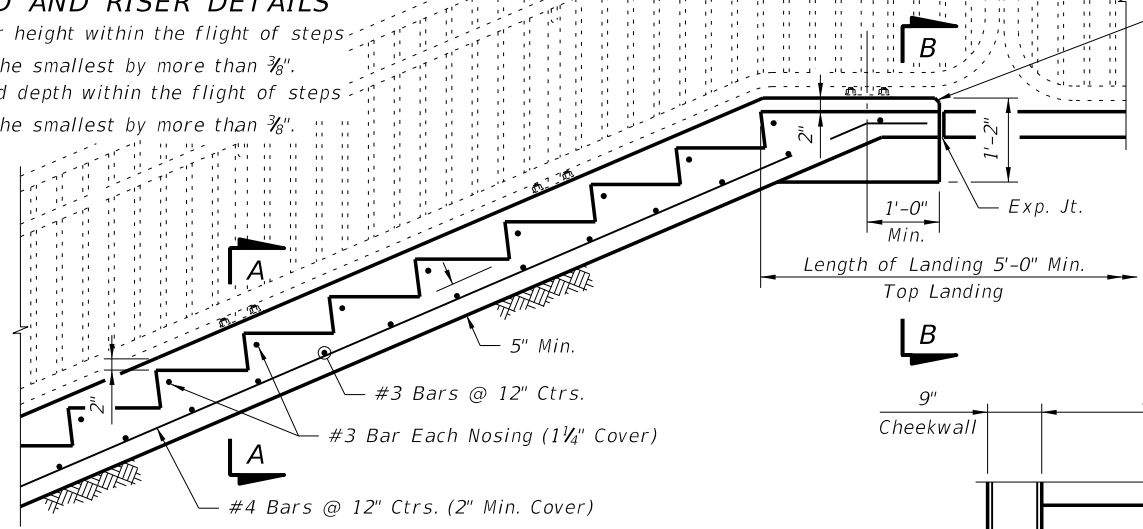 AND RISER DETAILS
height within the flight of steps
the smallest by more than ⅜".
depth within the flight of steps
the smallest by more than ⅜".
B
2"
1'-2"
1'-0"
Min.
Exp. Jt.
Length of Landing 5'-0" Min.
Top Landing
A
B
5" Min.
2"
#3 Bars @ 12" Ctrs.
#3 Bar Each Nosing (1¼" Cover)
A
#4 Bars @ 12" Ctrs. (2" Min. Cover)
9"
Cheekwall